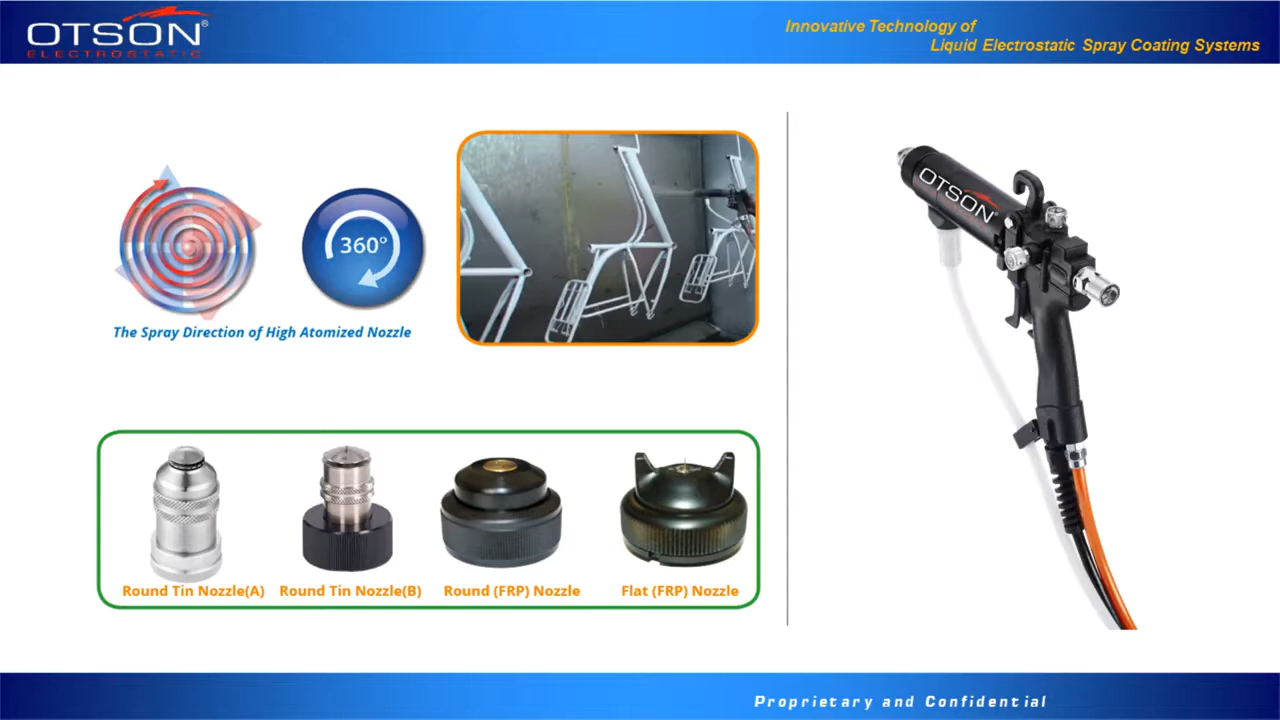 OTSON®
ELECTROSTATIC
Innovative Technology of
Liquid Electrostatic Spray Coating Systems
360°
The Spray Direction of High Atomized Nozzle
OTSON®
Round Tin Nozzle(A)
Round Tin Nozzle(B)
Round (FRP) Nozzle
Flat (FRP) Nozzle
Proprietary and Confidential